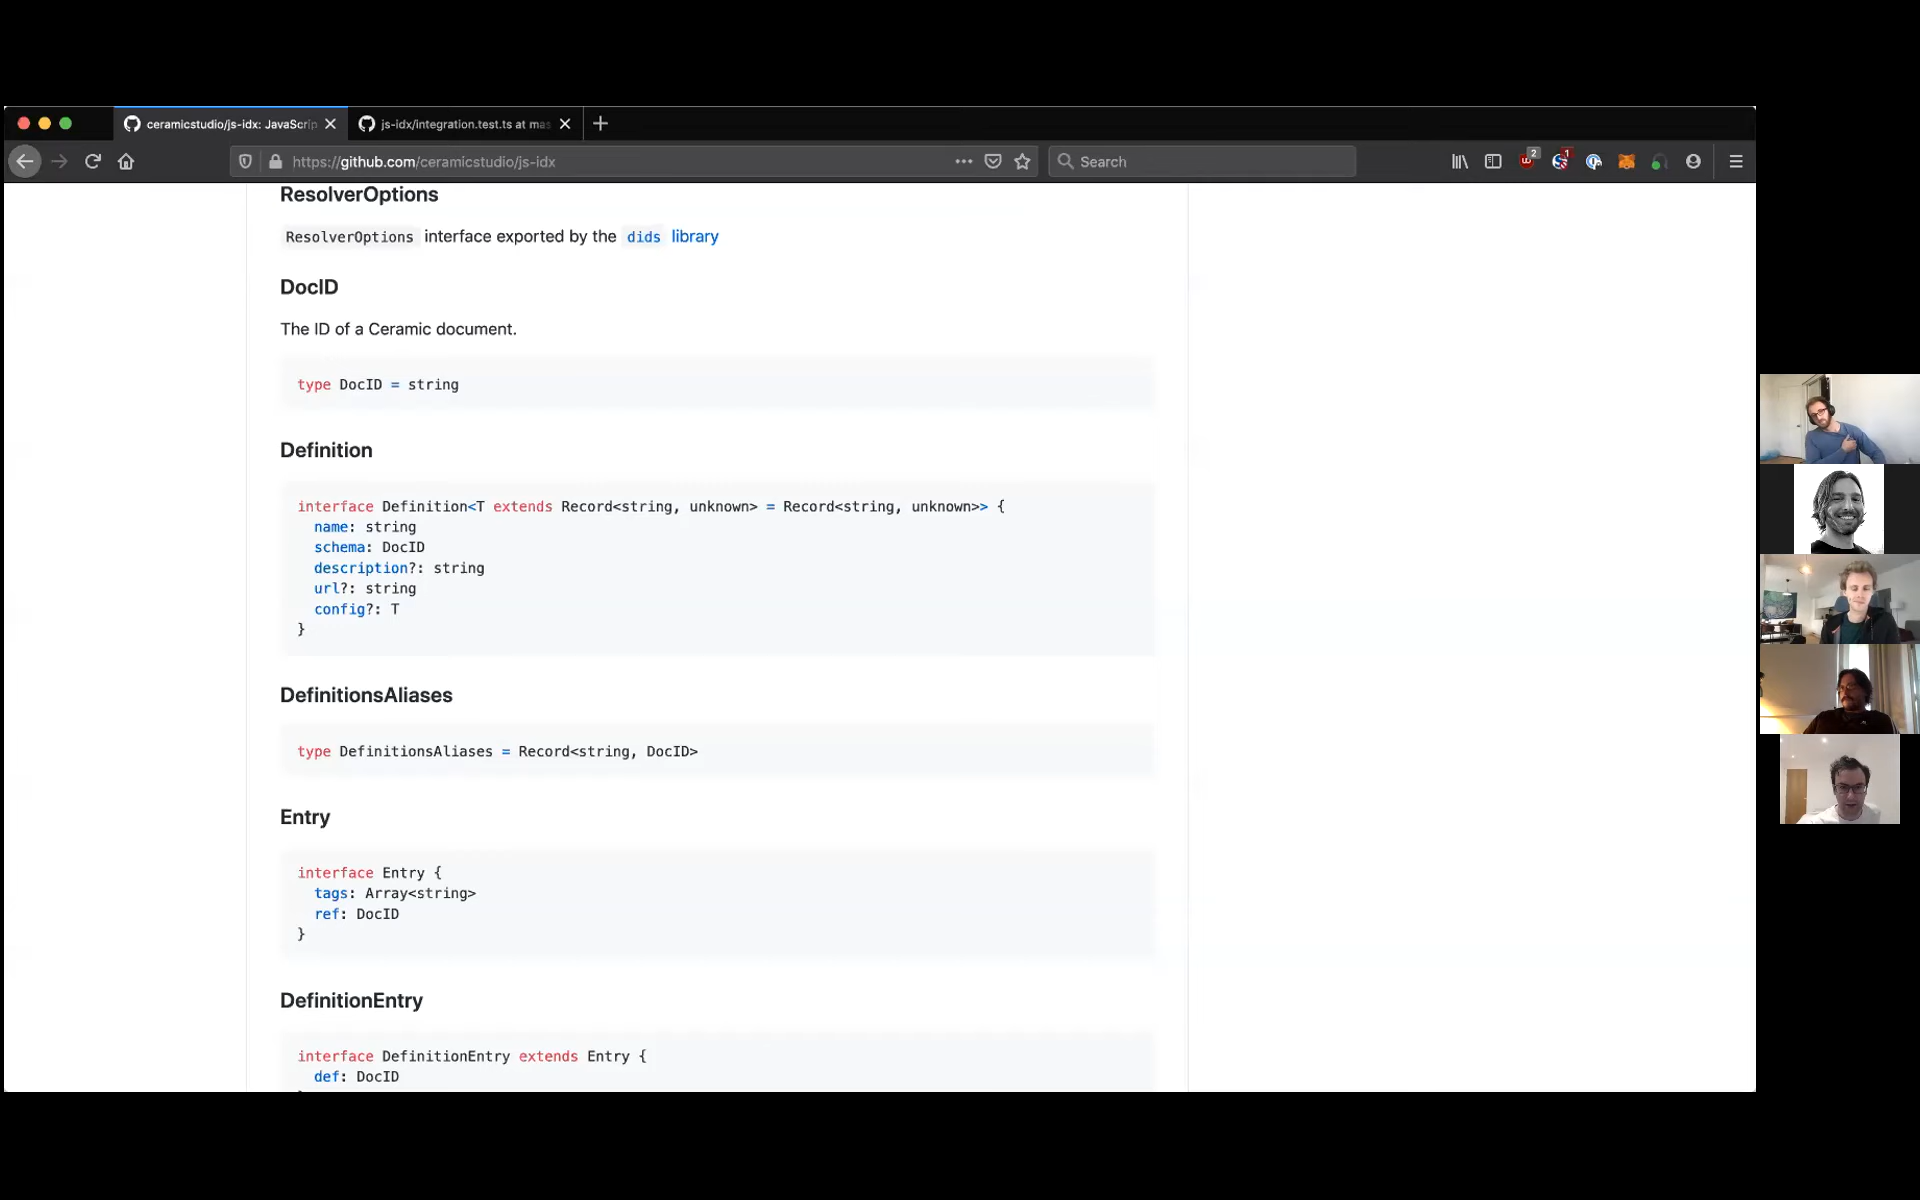 ceramicstudio/js-idx: JavaScrip
js-idx/integration.test.ts at mas
https://github.com/ceramicstudio/js-idx
Search
2
1
ResolverOptions
ResolverOptions interface exported by the dids library
DocID
The ID of a Ceramic document.
type DocID = string
Definition
interface Definition<T extends Record<string, unknown> = Record<string, unknown>> {
name: string
schema: DocID
description?: string
url?: string
config?: T
}
DefinitionsAliases
type DefinitionsAliases = Record<string, DocID>
Entry
interface Entry {
tags: Array<string>
ref: DocID
}
DefinitionEntry
interface DefinitionEntry extends Entry {
def: DocID